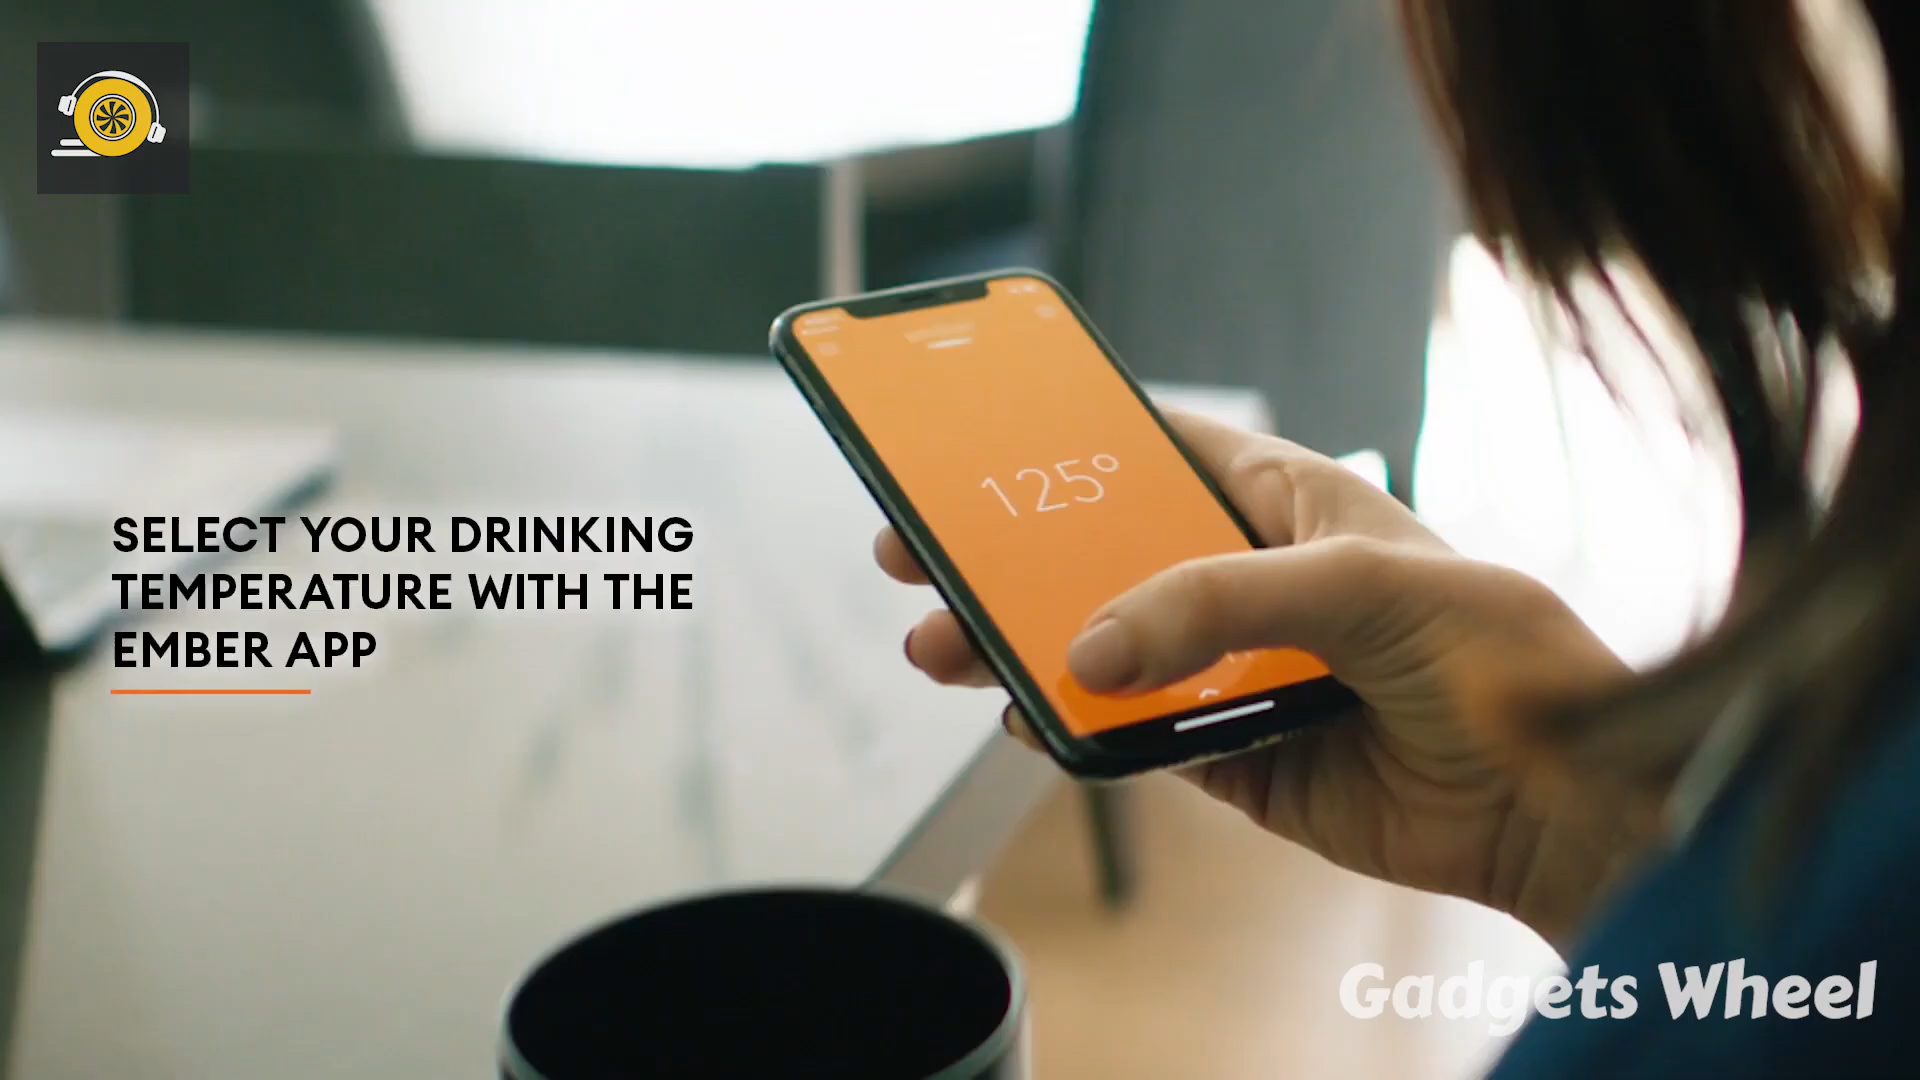 125°
SELECT YOUR DRINKING
TEMPERATURE WITH THE
EMBER APP
Gadgets Wheel